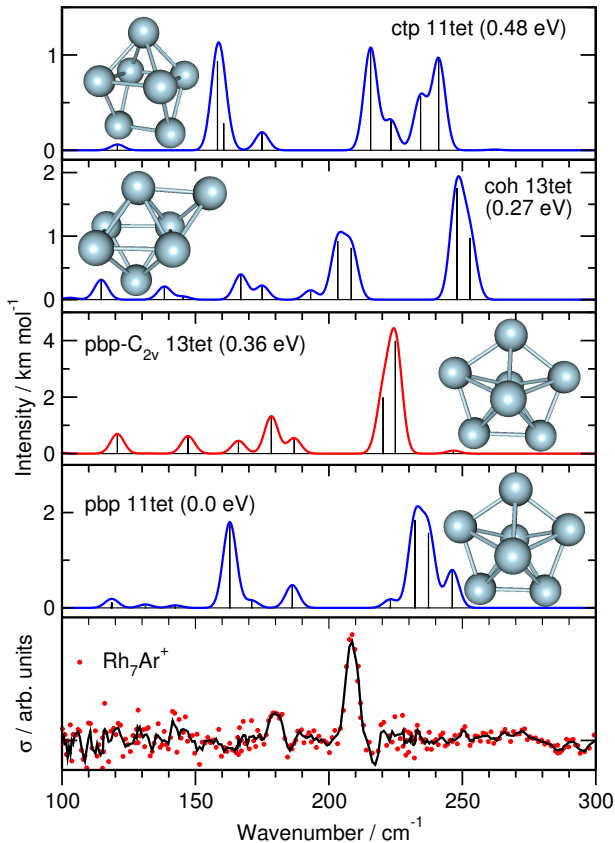 ctp 11tet (0.48 eV)
1
0
coh 13tet
(0.27 eV)
2
1
0
pbp-C2v 13tet (0.36 eV)
4
2
0
pbp 11tet (0.0 eV)
2
0
Intensity / km mol-1
Rh7Ar+
σ / arb. units
100 150 200 250 300
Wavenumber / cm-1